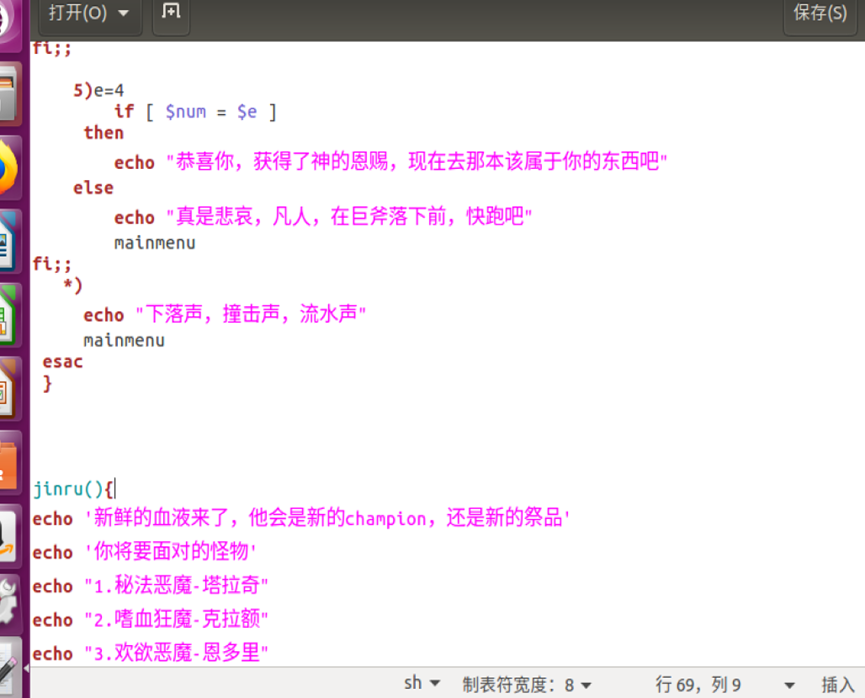 打开(O)
保存(S)
fi;;
5)e=4
if [ $num = $e ]
then
echo "恭喜你，获得了神的恩赐，现在去那本该属于你的东西吧"
else
echo "真是悲哀，凡人，在巨斧落下前，快跑吧"
mainmenu
fi;;
*)
echo "下落声，撞击声，流水声"
mainmenu
esac
}
jinru(){
echo '新鲜的血液来了，他会是新的champion，还是新的祭品'
echo '你将要面对的怪物'
echo "1.秘法恶魔-塔拉奇"
echo "2.嗜血狂魔-克拉额"
echo "3.欢欲恶魔-恩多里"
sh 制表符宽度：8 行 69，列 9 插入